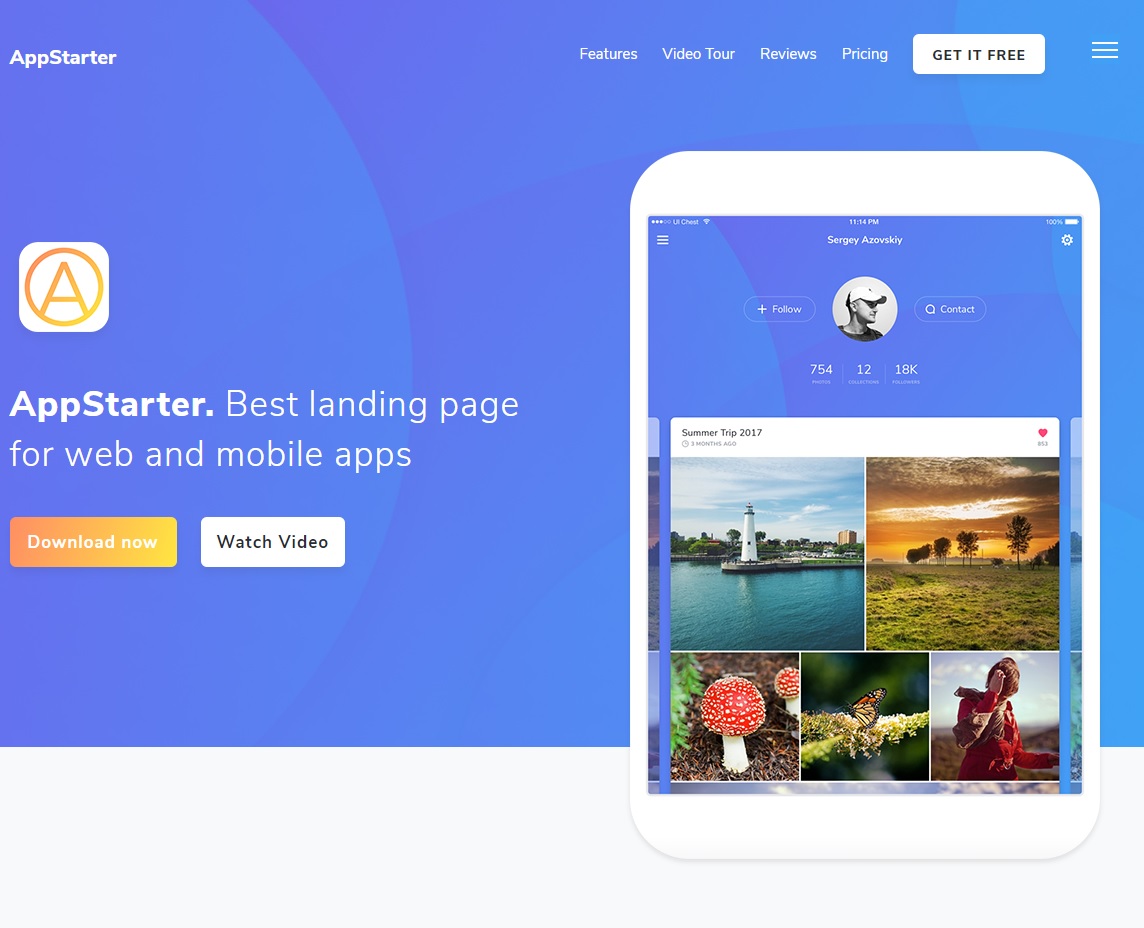 AppStarter
Features Video Tour Reviews Pricing GET IT FREE
UI Chest 11:14 PM 100%
Sergey Azovskiy
Follow Contact
754 12 18K
PHOTOS COLLECTIONS FOLLOWERS
AppStarter. Best landing page
for web and mobile apps
Download now Watch Video
Summer Trip 2017
3 MONTHS AGO 853